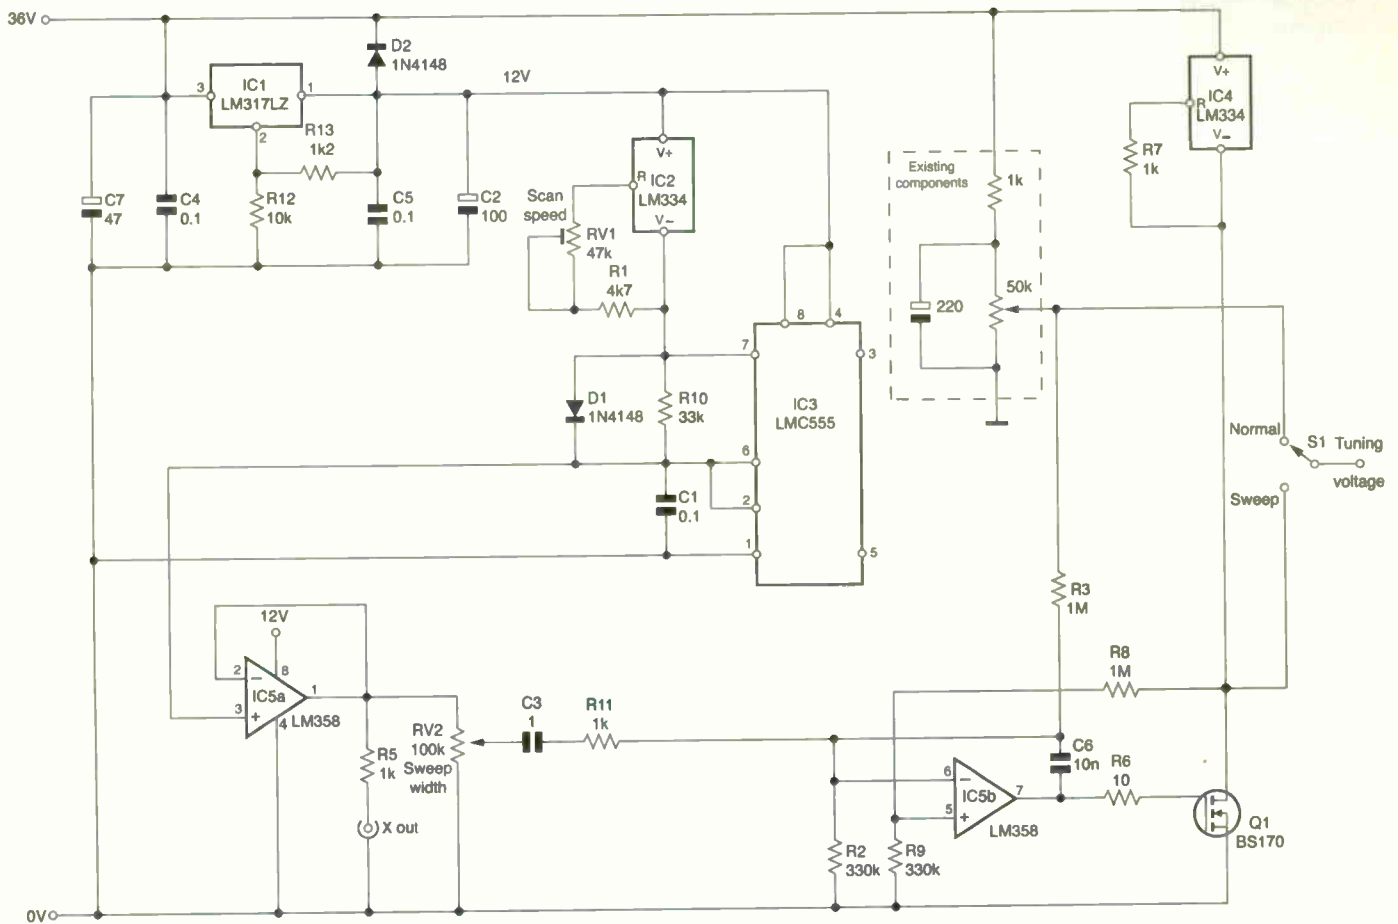 36V
D2
1N4148
12V
V+
IC4
R
LM334
V−
R7
1k
3
IC1
LM317LZ
1
2
R13
1k2
C7
47
C4
0.1
R12
10k
C5
0.1
C2
100
Scan
speed
RV1
47k
V+
R
IC2
LM334
V−
R1
4k7
Existing
components
1k
50k
220
8
4
7
3
D1
1N4148
R10
33k
IC3
LMC555
6
2
C1
0.1
1
5
Normal
S1
Tuning
voltage
Sweep
R3
1M
R8
1M
12V
2
−
8
IC5a
1
3
+
4
LM358
R5
1k
RV2
100k
Sweep
width
X out
C3
1
R11
1k
C6
10n
R6
10
6
−
IC5b
7
5
+
LM358
Q1
BS170
R2
330k
R9
330k
0V